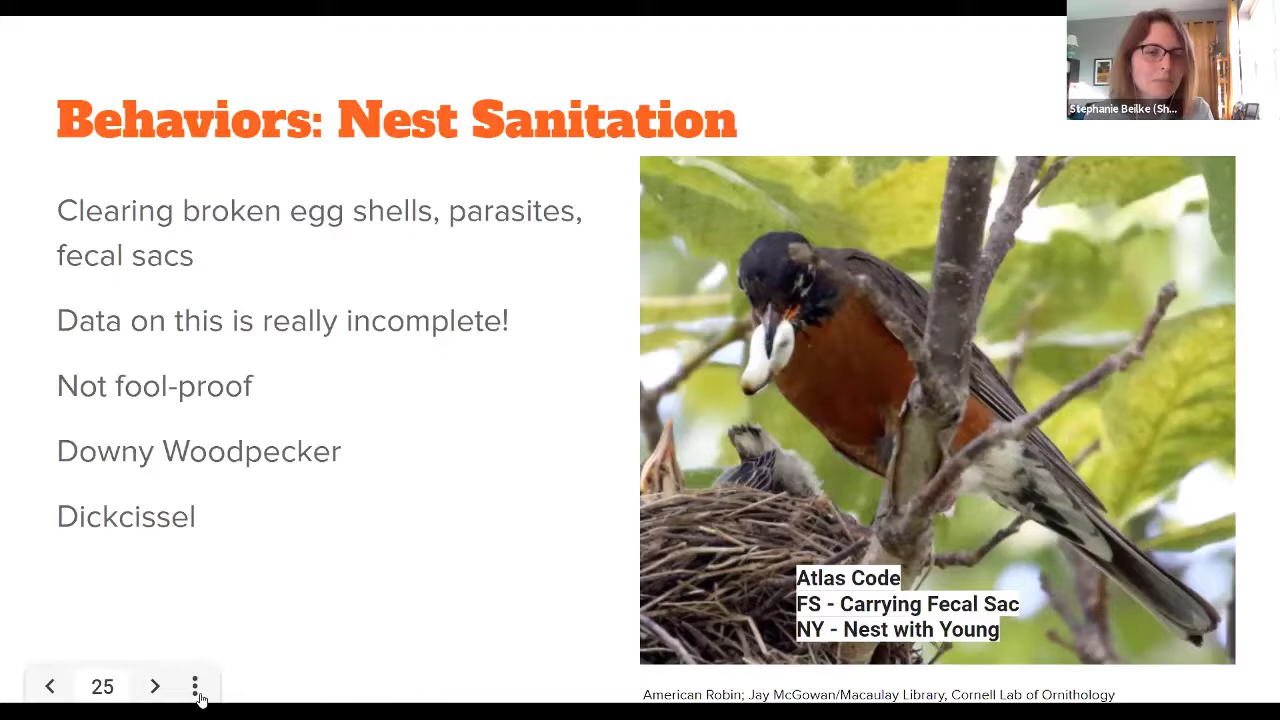 Behaviors: Nest Sanitation
Clearing broken egg shells, parasites,
fecal sacs
Data on this is really incomplete!
Not fool-proof
Downy Woodpecker
Dickcissel
Stephanie Beilke (Sh...
Atlas Code
FS - Carrying Fecal Sac
NY - Nest with Young
American Robin; Jay McGowan/Macaulay Library, Cornell Lab of Ornithology
25